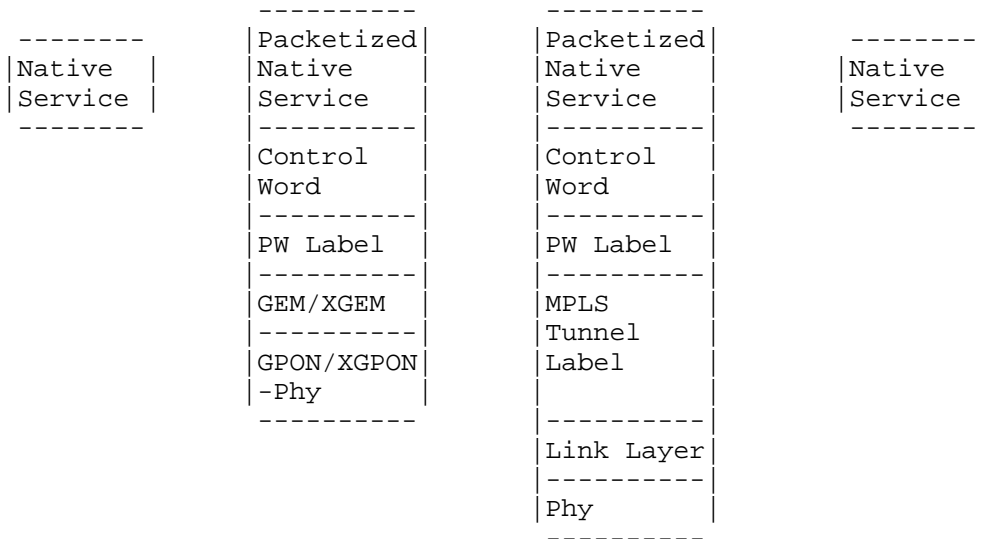 Packetized Packetized
Native Native Native Native
Service Service Service Service
Control Control
Word Word
PW Label PW Label
GEM/XGEM MPLS
Tunnel
GPON/XGPON Label
-Phy
Link Layer
Phy